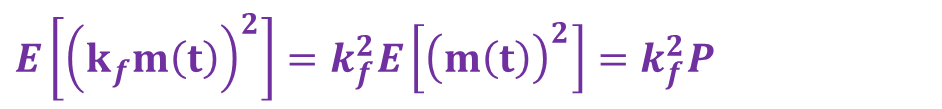 E[(k_f m(t))^2] = k_f^2 E[(m(t))^2] = k_f^2 P